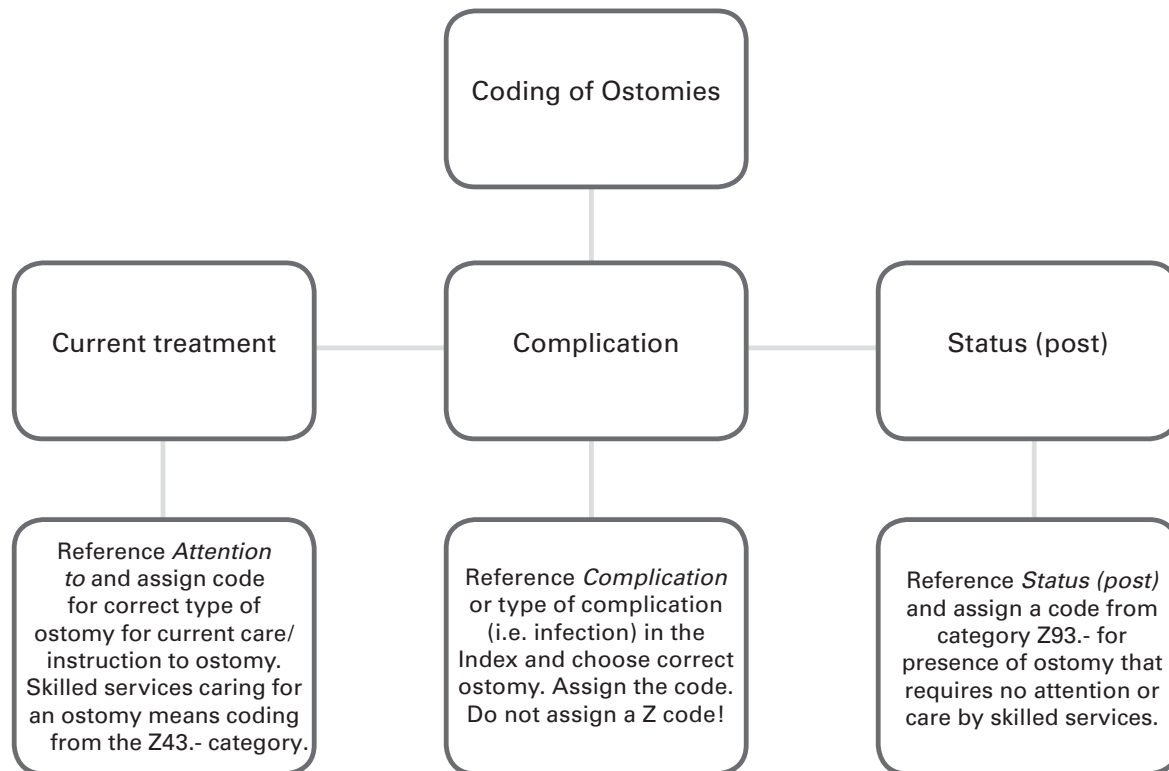 Coding of Ostomies
Current treatment
Complication
Status (post)
Reference Attention
to and assign code
for correct type of
ostomy for current care/
instruction to ostomy.
Skilled services caring for
an ostomy means coding
from the Z43.- category.
Reference Complication
or type of complication
(i.e. infection) in the
Index and choose correct
ostomy. Assign the code.
Do not assign a Z code!
Reference Status (post)
and assign a code from
category Z93.- for
presence of ostomy that
requires no attention or
care by skilled services.